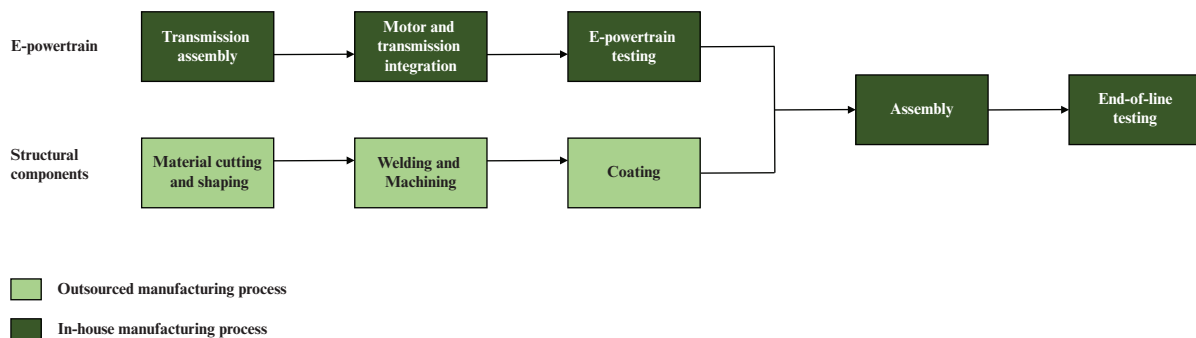 E-powertrain
Transmission
assembly
Motor and
transmission
integration
E-powertrain
testing
Assembly
End-of-line
testing
Structural
components
Material cutting
and shaping
Welding and
Machining
Coating
Outsourced manufacturing process
In-house manufacturing process